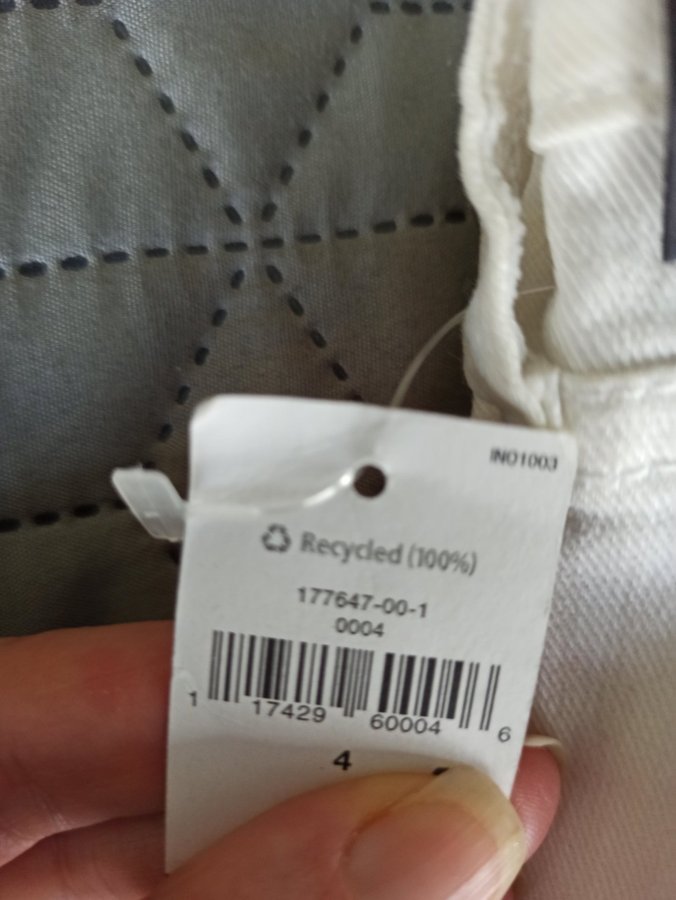 IN01003
Recycled (100%)
177647-00-1
0004
1 17429 60004 6
4